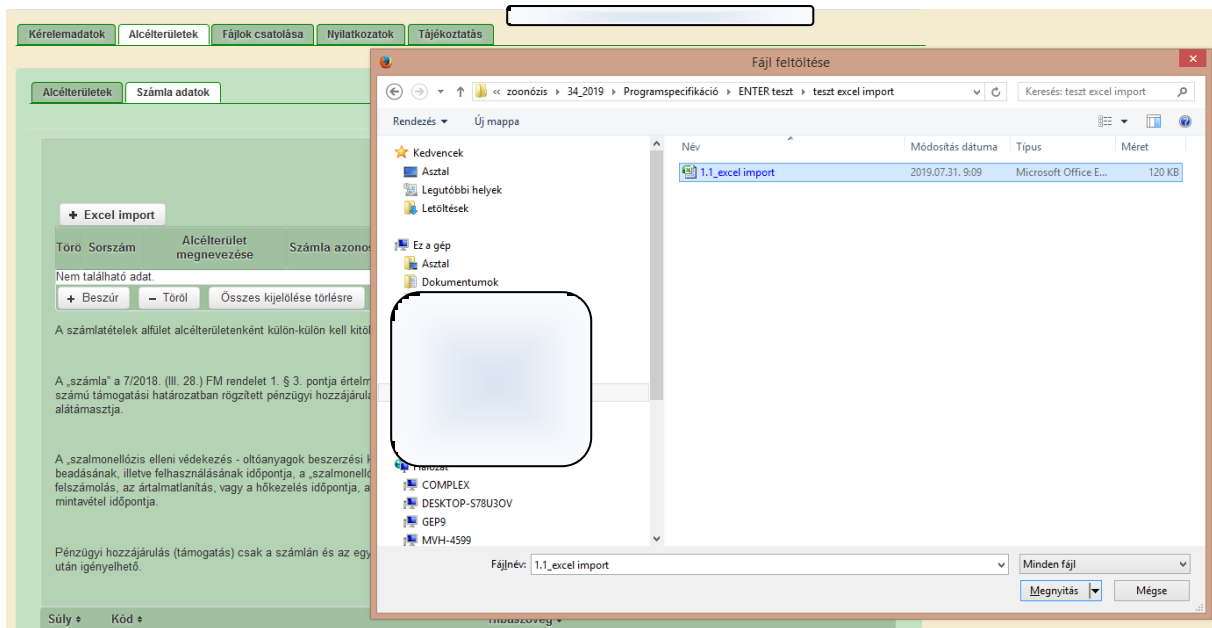 Kérelemadatok Alcélterületek Fájlok csatolása Nyilatkozatok Tájékoztatás
Alcélterületek Számla adatok
+ Excel import
Törö Sorszám Alcélterület megnevezése Számla azonos
Nem található adat.
+ Beszúr – Töröl Összes kijelölése törlésre
A számlatételek alfület alcélterületenként külön-külön kell kitöl
A „számla” a 7/2018. (III. 28.) FM rendelet 1. § 3. pontja értelm
számú támogatási határozatban rögzített pénzügyi hozzájárula
alátámasztja.
A „szalmonellózis elleni védekezés - oltóanyagok beszerzési k
beadásának, illetve felhasználásának időpontja, a „szalmonelló
felszámolás, az ártalmatlanítás, vagy a hőkezelés időpontja, a
mintavétel időpontja.
Pénzügyi hozzájárulás (támogatás) csak a számlán és az egy
után igényelhető.
Súly Kód Hibaszöveg
Fájl feltöltése
« zoonózis 34_2019 Programspecifikáció ENTER teszt teszt excel import
Keresés: teszt excel import
Rendezés Új mappa
Kedvencek
Asztal
Legutóbbi helyek
Letöltések
Ez a gép
Asztal
Dokumentumok
Hálózat
COMPLEX
DESKTOP-S78U3OV
GEP9
MVH-4599
Név Módosítás dátuma Típus Méret
1.1_excel import 2019.07.31. 9:09 Microsoft Office E... 120 KB
Fájlnév: 1.1_excel import Minden fájl
Megnyitás Mégse